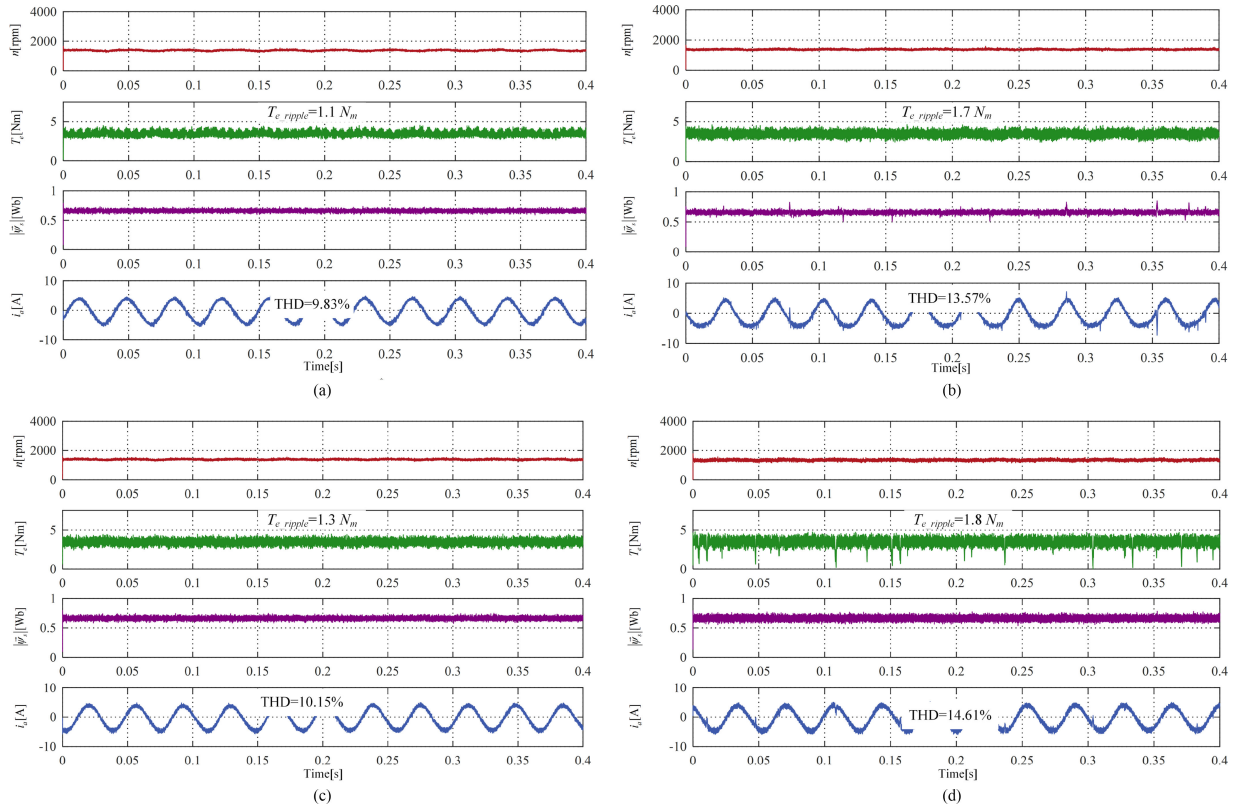 4000
2000
0
n[rpm]
0 0.05 0.1 0.15 0.2 0.25 0.3 0.35 0.4
5
0
Te[Nm]
Te_ripple=1.1 Nm
0 0.05 0.1 0.15 0.2 0.25 0.3 0.35 0.4
1
0.5
0
|ψ⃗s|[Wb]
0 0.05 0.1 0.15 0.2 0.25 0.3 0.35 0.4
10
0
-10
ia[A]
THD=9.83%
0 0.05 0.1 0.15 0.2 0.25 0.3 0.35 0.4
Time[s]
(a)
4000
2000
0
n[rpm]
0 0.05 0.1 0.15 0.2 0.25 0.3 0.35 0.4
5
0
Te[Nm]
Te_ripple=1.7 Nm
0 0.05 0.1 0.15 0.2 0.25 0.3 0.35 0.4
1
0.5
0
|ψ⃗s|[Wb]
0 0.05 0.1 0.15 0.2 0.25 0.3 0.35 0.4
10
0
-10
ia[A]
THD=13.57%
0 0.05 0.1 0.15 0.2 0.25 0.3 0.35 0.4
Time[s]
(b)
4000
2000
0
n[rpm]
0 0.05 0.1 0.15 0.2 0.25 0.3 0.35 0.4
5
0
Te[Nm]
Te_ripple=1.3 Nm
0 0.05 0.1 0.15 0.2 0.25 0.3 0.35 0.4
1
0.5
0
|ψ⃗s|[Wb]
0 0.05 0.1 0.15 0.2 0.25 0.3 0.35 0.4
10
0
-10
ia[A]
THD=10.15%
0 0.05 0.1 0.15 0.2 0.25 0.3 0.35 0.4
Time[s]
(c)
4000
2000
0
n[rpm]
0 0.05 0.1 0.15 0.2 0.25 0.3 0.35 0.4
5
0
Te[Nm]
Te_ripple=1.8 Nm
0 0.05 0.1 0.15 0.2 0.25 0.3 0.35 0.4
1
0.5
0
|ψ⃗s|[Wb]
0 0.05 0.1 0.15 0.2 0.25 0.3 0.35 0.4
10
0
-10
ia[A]
THD=14.61%
0 0.05 0.1 0.15 0.2 0.25 0.3 0.35 0.4
Time[s]
(d)